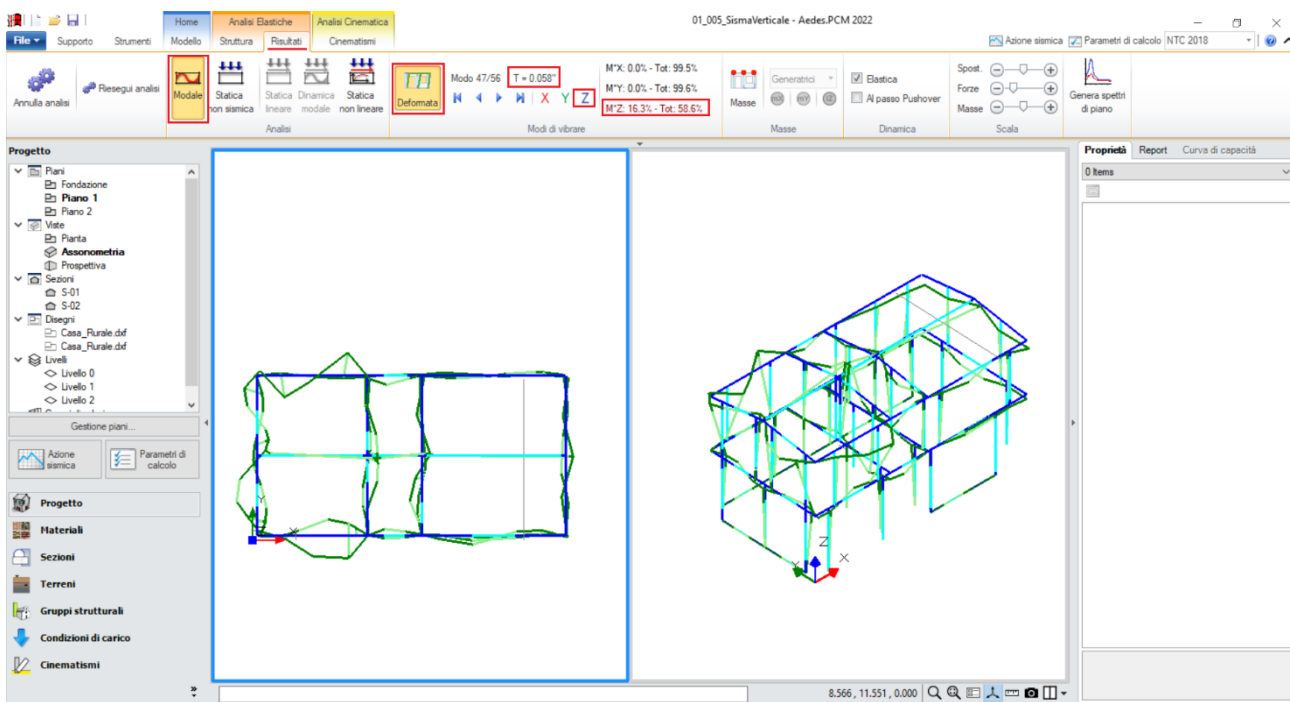 01_005_SismaVerticale - Aedes.PCM 2022
Home Analisi Elastiche Analisi Cinematica
File Supporto Strumenti Modello Struttura Risultati Cinematismi Azione sismica Parametri di calcolo NTC 2018
Annulla analisi
Riesegui analisi
Modale
Statica
non sismica
Statica
lineare
Dinamica
modale
Statica
non lineare
Analisi
Deformata
Modo 47/56 T = 0.058"
X Y Z
M*X: 0.0% - Tot: 99.5%
M*Y: 0.0% - Tot: 99.6%
M*Z: 16.3% - Tot: 58.6%
Modi di vibrare
Masse
Generatrici
Masse
Elastica
Al passo Pushover
Dinamica
Spost.
Forze
Masse
Scala
Genera spettri
di piano
Progetto
Piani
Fondazione
Piano 1
Piano 2
Viste
Pianta
Assonometria
Prospettiva
Sezioni
S-01
S-02
Disegni
Casa_Rurale.dxf
Casa_Rurale.dxf
Livelli
Livello 0
Livello 1
Livello 2
Gestione piani...
Azione
sismica
Parametri di
calcolo
Progetto
Materiali
Sezioni
Terreni
Gruppi strutturali
Condizioni di carico
Cinematismi
Y
X
Z
X
Y
Proprietà Report Curva di capacità
0 Items
8.566 , 11.551 , 0.000